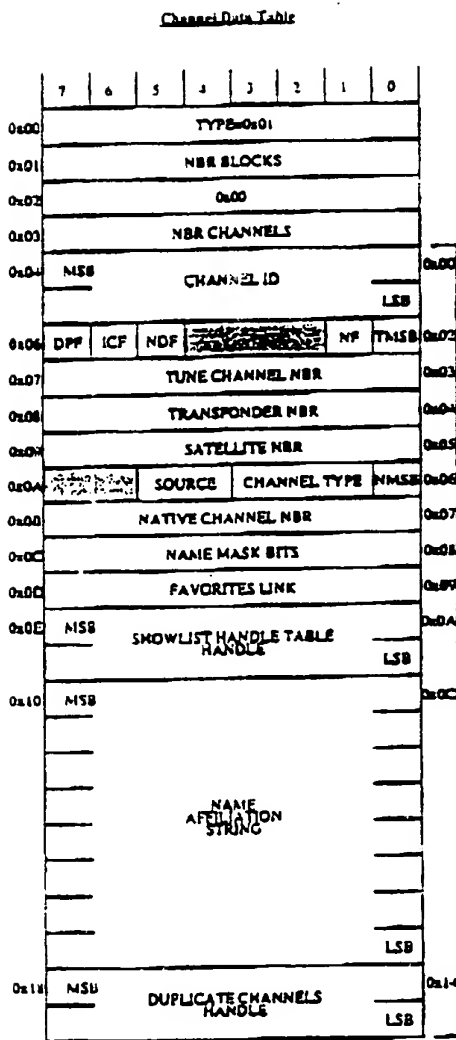 Channel Data Table
7 6 5 4 3 2 1 0
0x00 TYPE=0x01
0x01 NBR BLOCKS
0x02 0x00
0x03 NBR CHANNELS
0x04 MSB CHANNEL ID 0x00
LSB
0x06 DPF ICF NDF NF TMSB 0x02
0x07 TUNE CHANNEL NBR 0x03
0x08 TRANSPONDER NBR 0x04
0x09 SATELLITE NBR 0x05
0x0A SOURCE CHANNEL TYPE NMSB 0x06
0x0B NATIVE CHANNEL NBR 0x07
0x0C NAME MASK BITS 0x08
0x0D FAVORITES LINK 0x09
0x0E MSB SHOWLIST HANDLE TABLE 0x0A
HANDLE
LSB
0x10 MSB 0x0C
NAME
AFFILIATION
STRING
LSB
0x18 MSB DUPLICATE CHANNELS 0x14
HANDLE
LSB